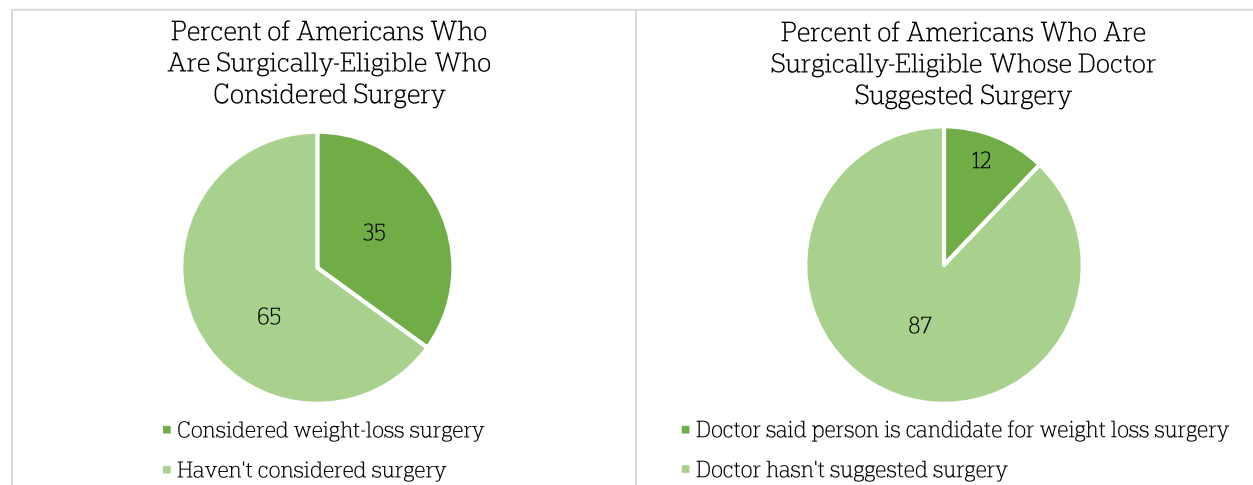 Percent of Americans Who
Are Surgically-Eligible Who
Considered Surgery
35
65
Considered weight-loss surgery
Haven't considered surgery
Percent of Americans Who Are
Surgically-Eligible Whose Doctor
Suggested Surgery
12
87
Doctor said person is candidate for weight loss surgery
Doctor hasn't suggested surgery